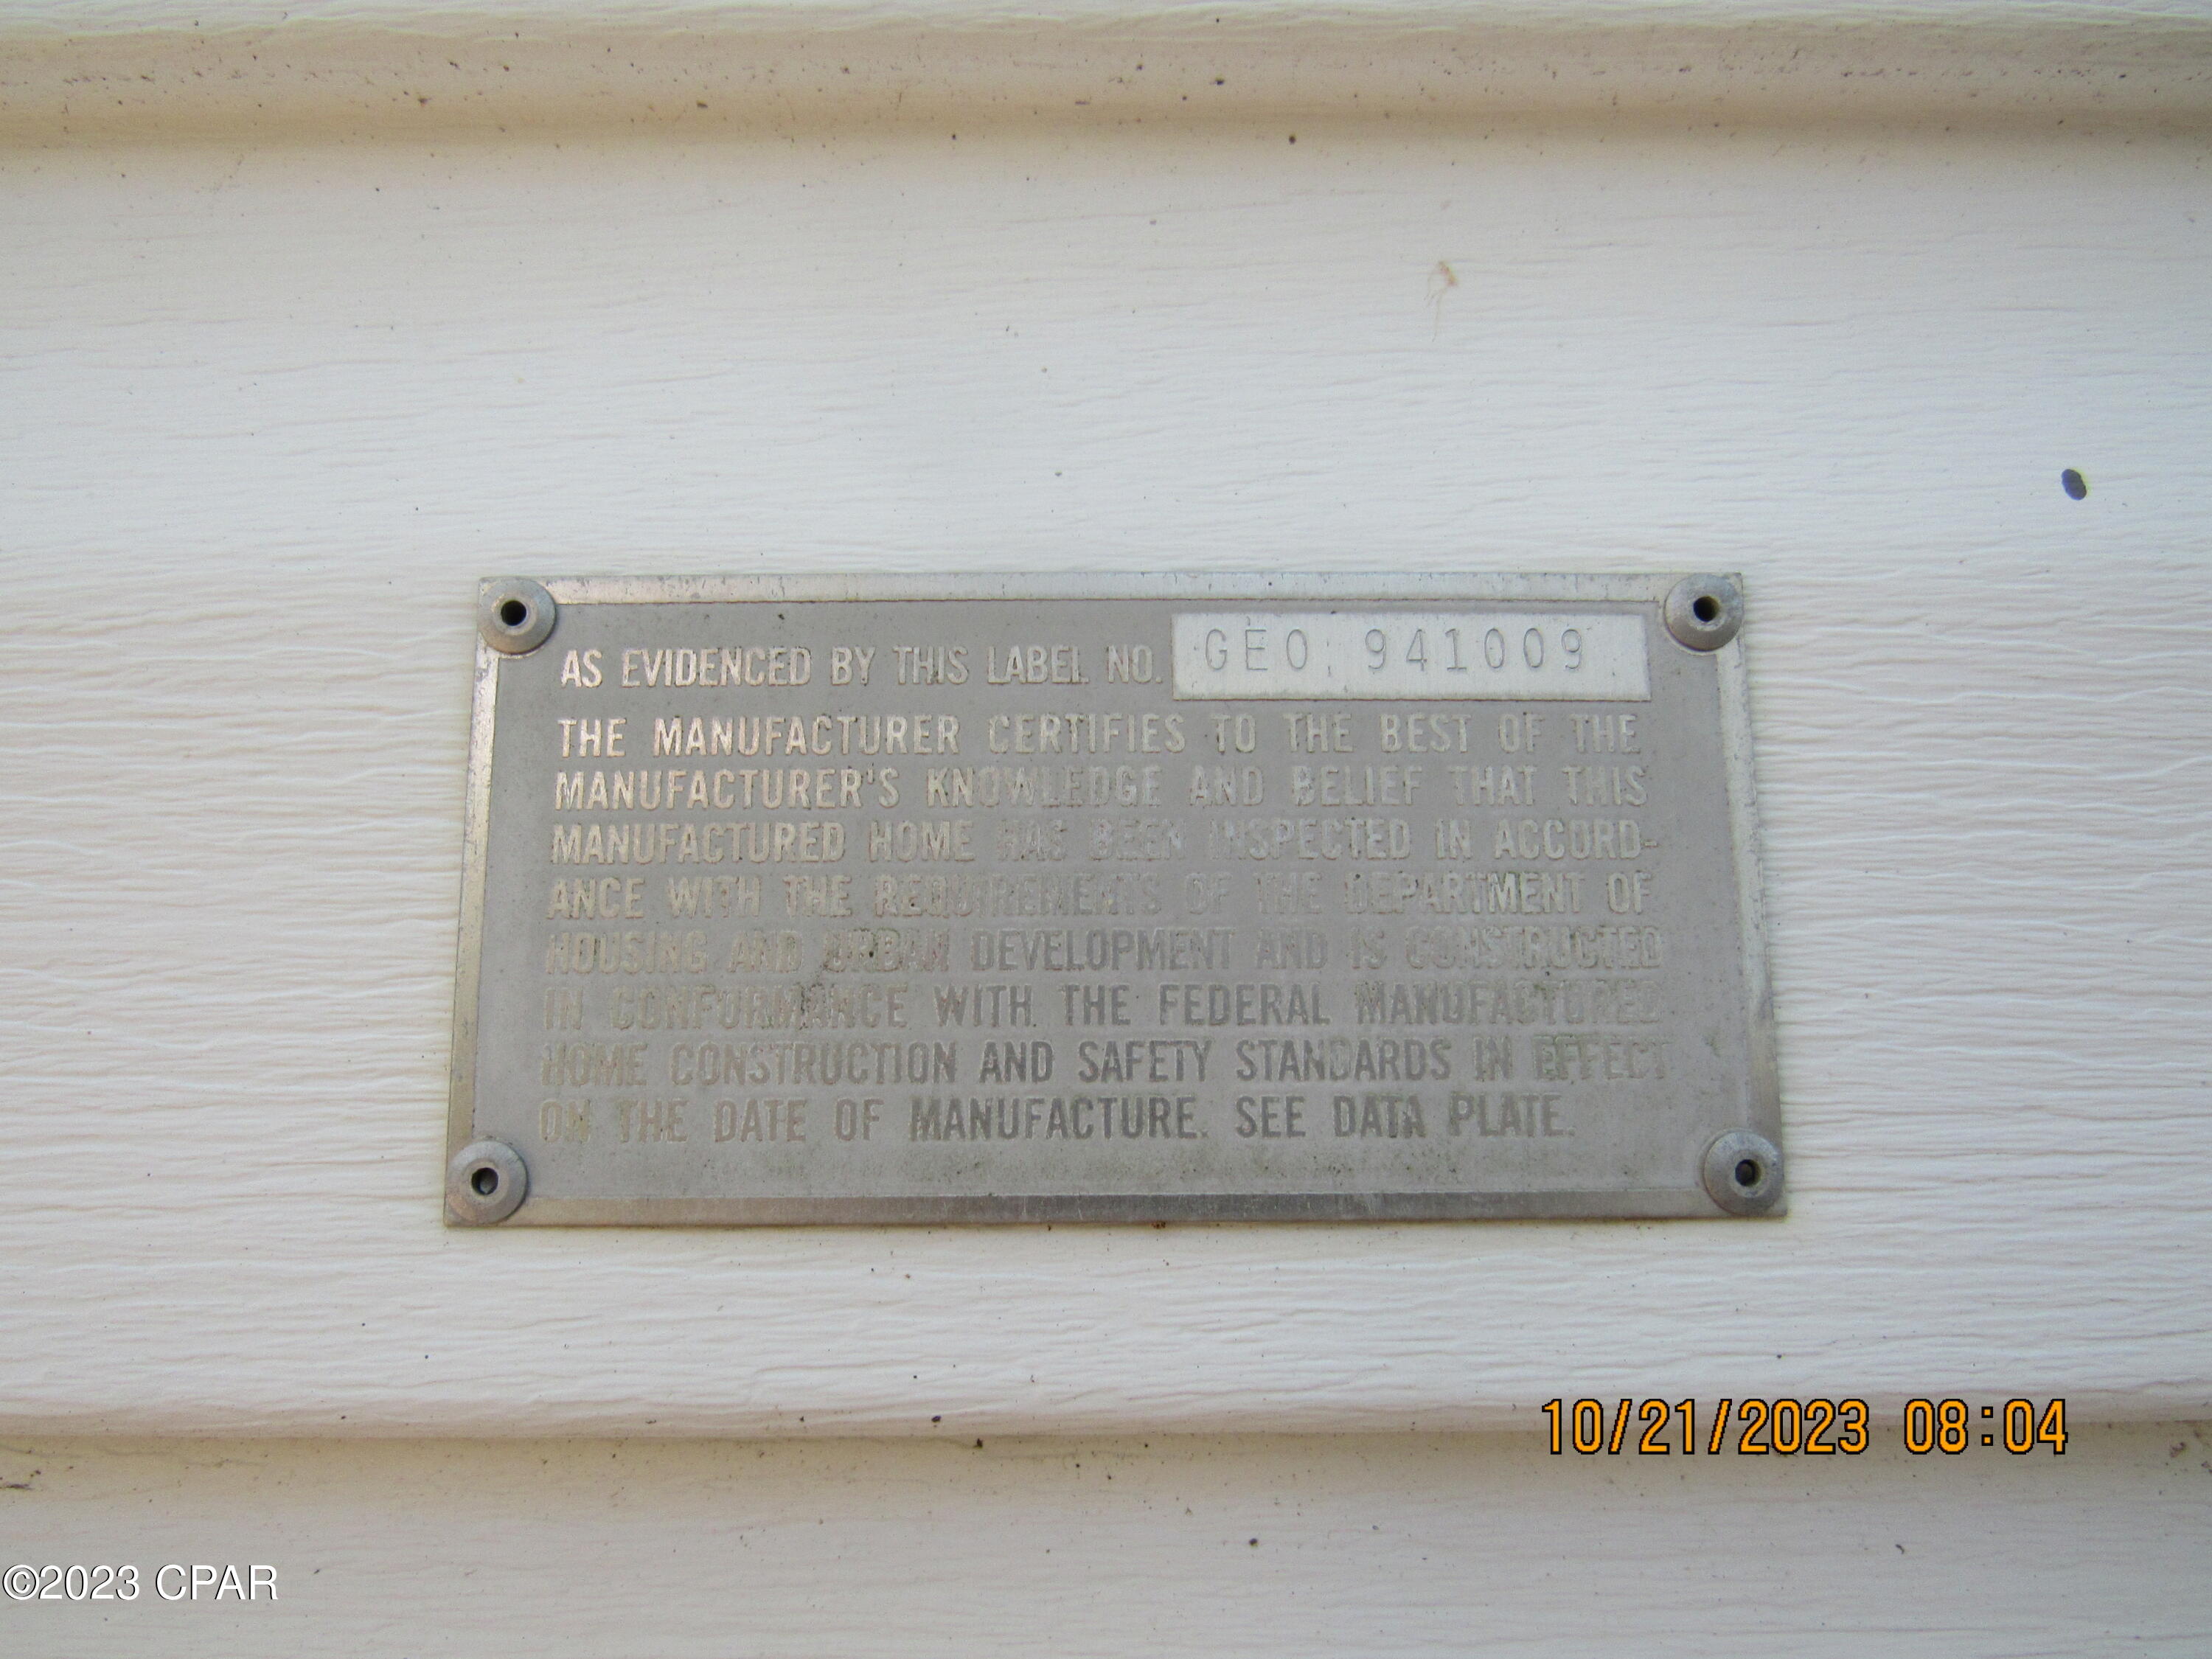 AS EVIDENCED BY THIS LABEL NO. GEO 941009
THE MANUFACTURER CERTIFIES TO THE BEST OF THE
MANUFACTURER'S KNOWLEDGE AND BELIEF THAT THIS
MANUFACTURED HOME HAS BEEN INSPECTED IN ACCORD-
ANCE WITH THE REQUIREMENTS OF THE DEPARTMENT OF
HOUSING AND URBAN DEVELOPMENT AND IS CONSTRUCTED
IN CONFORMANCE WITH THE FEDERAL MANUFACTURED
HOME CONSTRUCTION AND SAFETY STANDARDS IN EFFECT
ON THE DATE OF MANUFACTURE. SEE DATA PLATE.
10/21/2023 08:04
©2023 CPAR